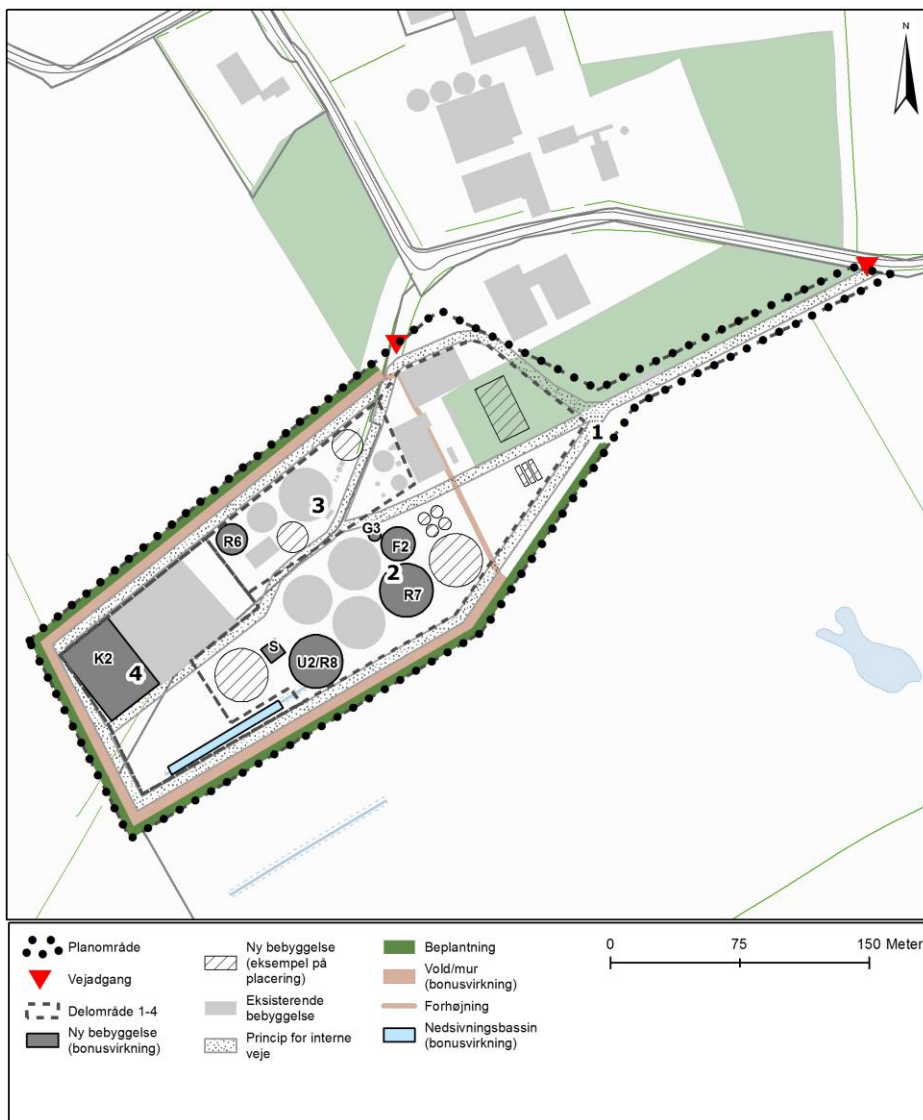 N
1
3
R6
G3
F2
2
R7
S
U2/R8
K2
4
Planområde
Vejadgang
Delområde 1-4
Ny bebyggelse
(bonusvirkning)
Ny bebyggelse
(eksempel på
placering)
Eksisterende
bebyggelse
Princip for interne
veje
Beplantning
Vold/mur
(bonusvirkning)
Forhøjning
Nedsivningsbassin
(bonusvirkning)
0 75 150 Meter